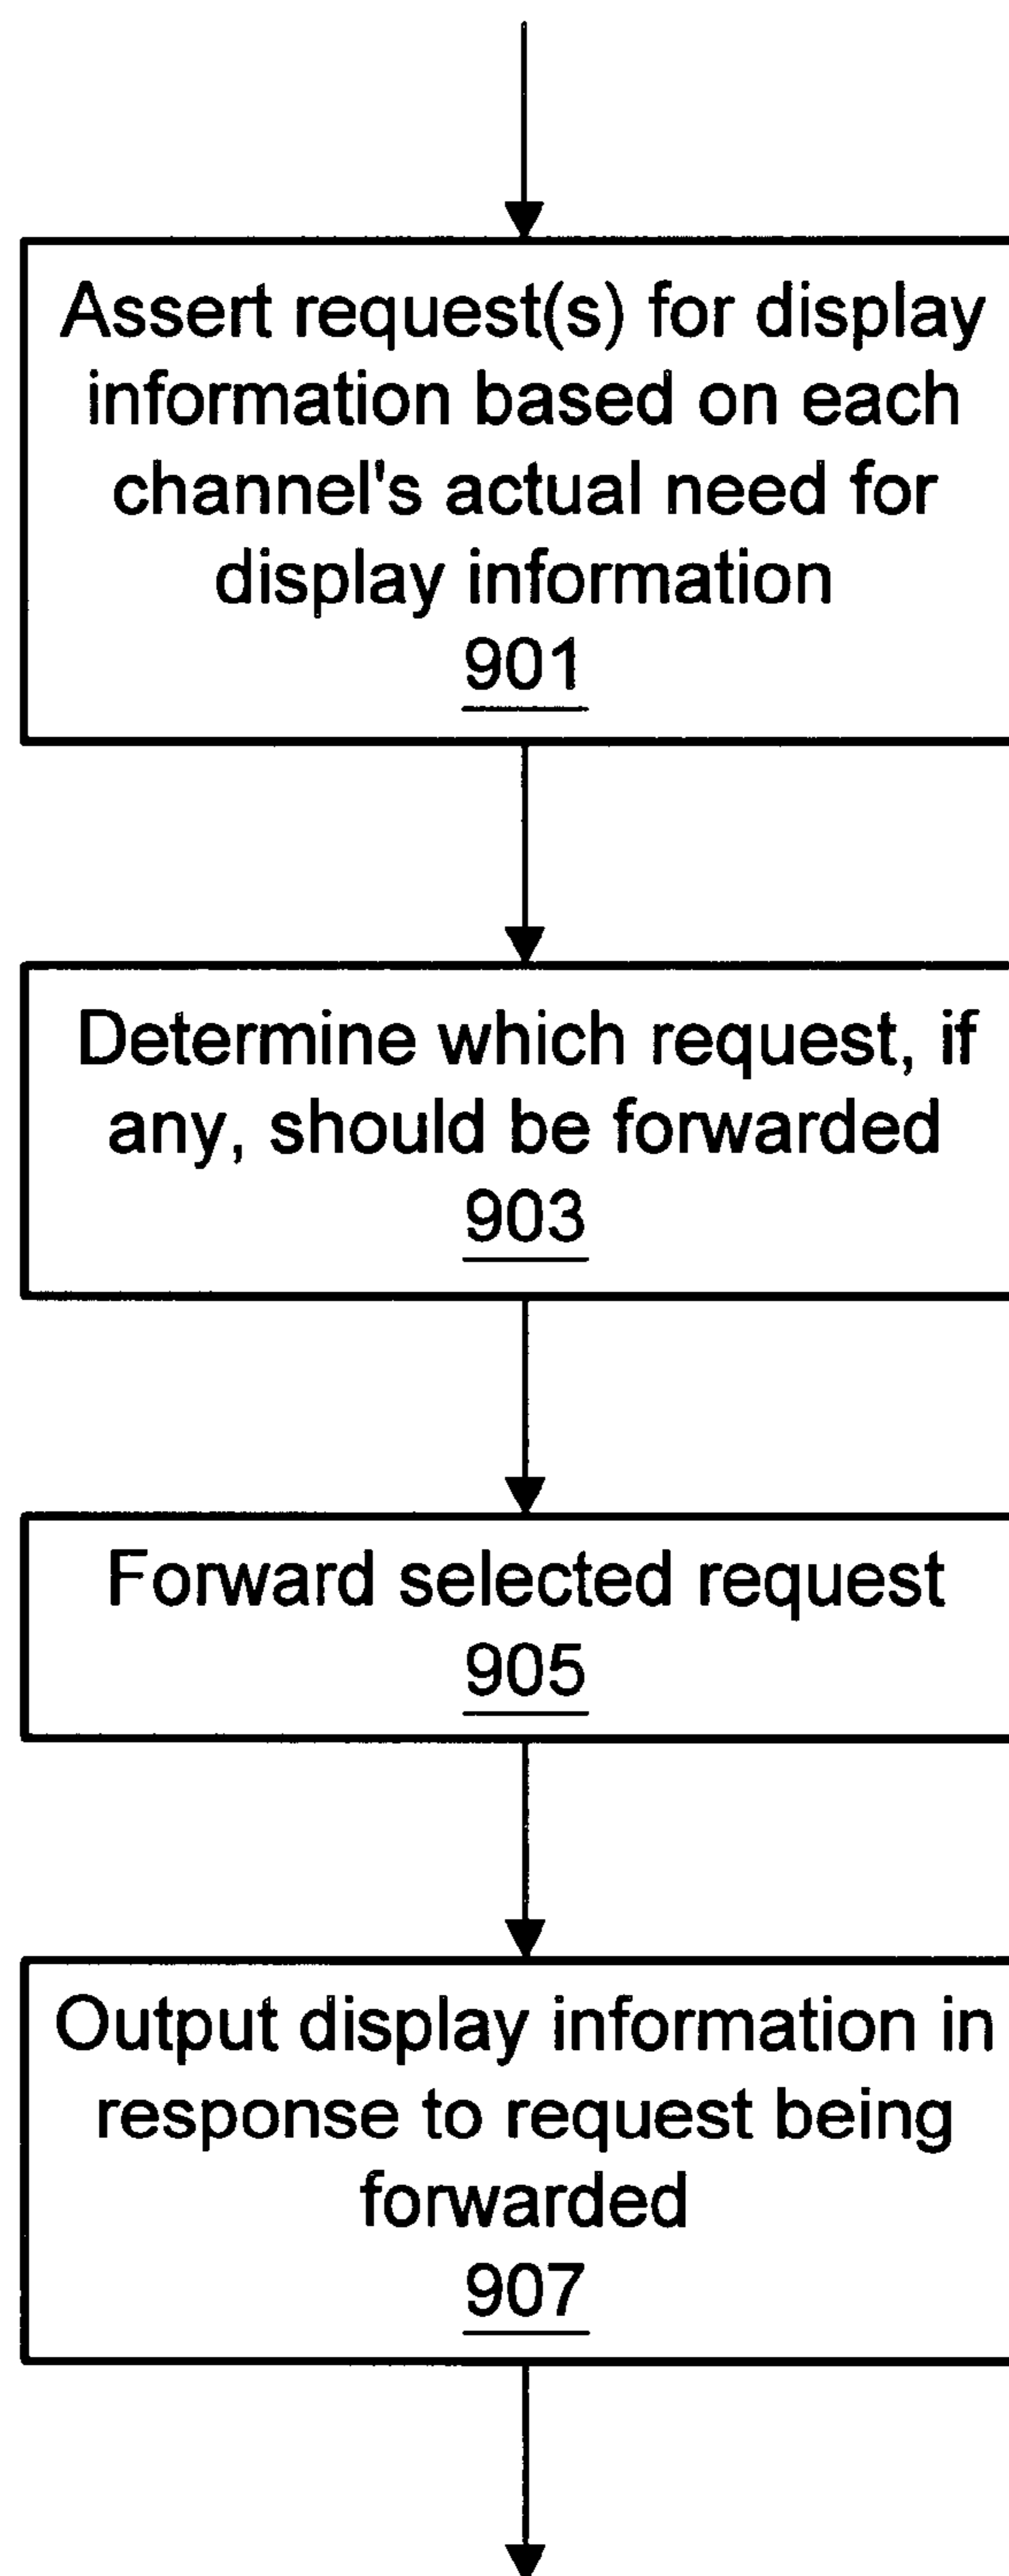 Assert request(s) for display
information based on each
channel's actual need for
display information
901
Determine which request, if
any, should be forwarded
903
Forward selected request
905
Output display information in
response to request being
forwarded
907